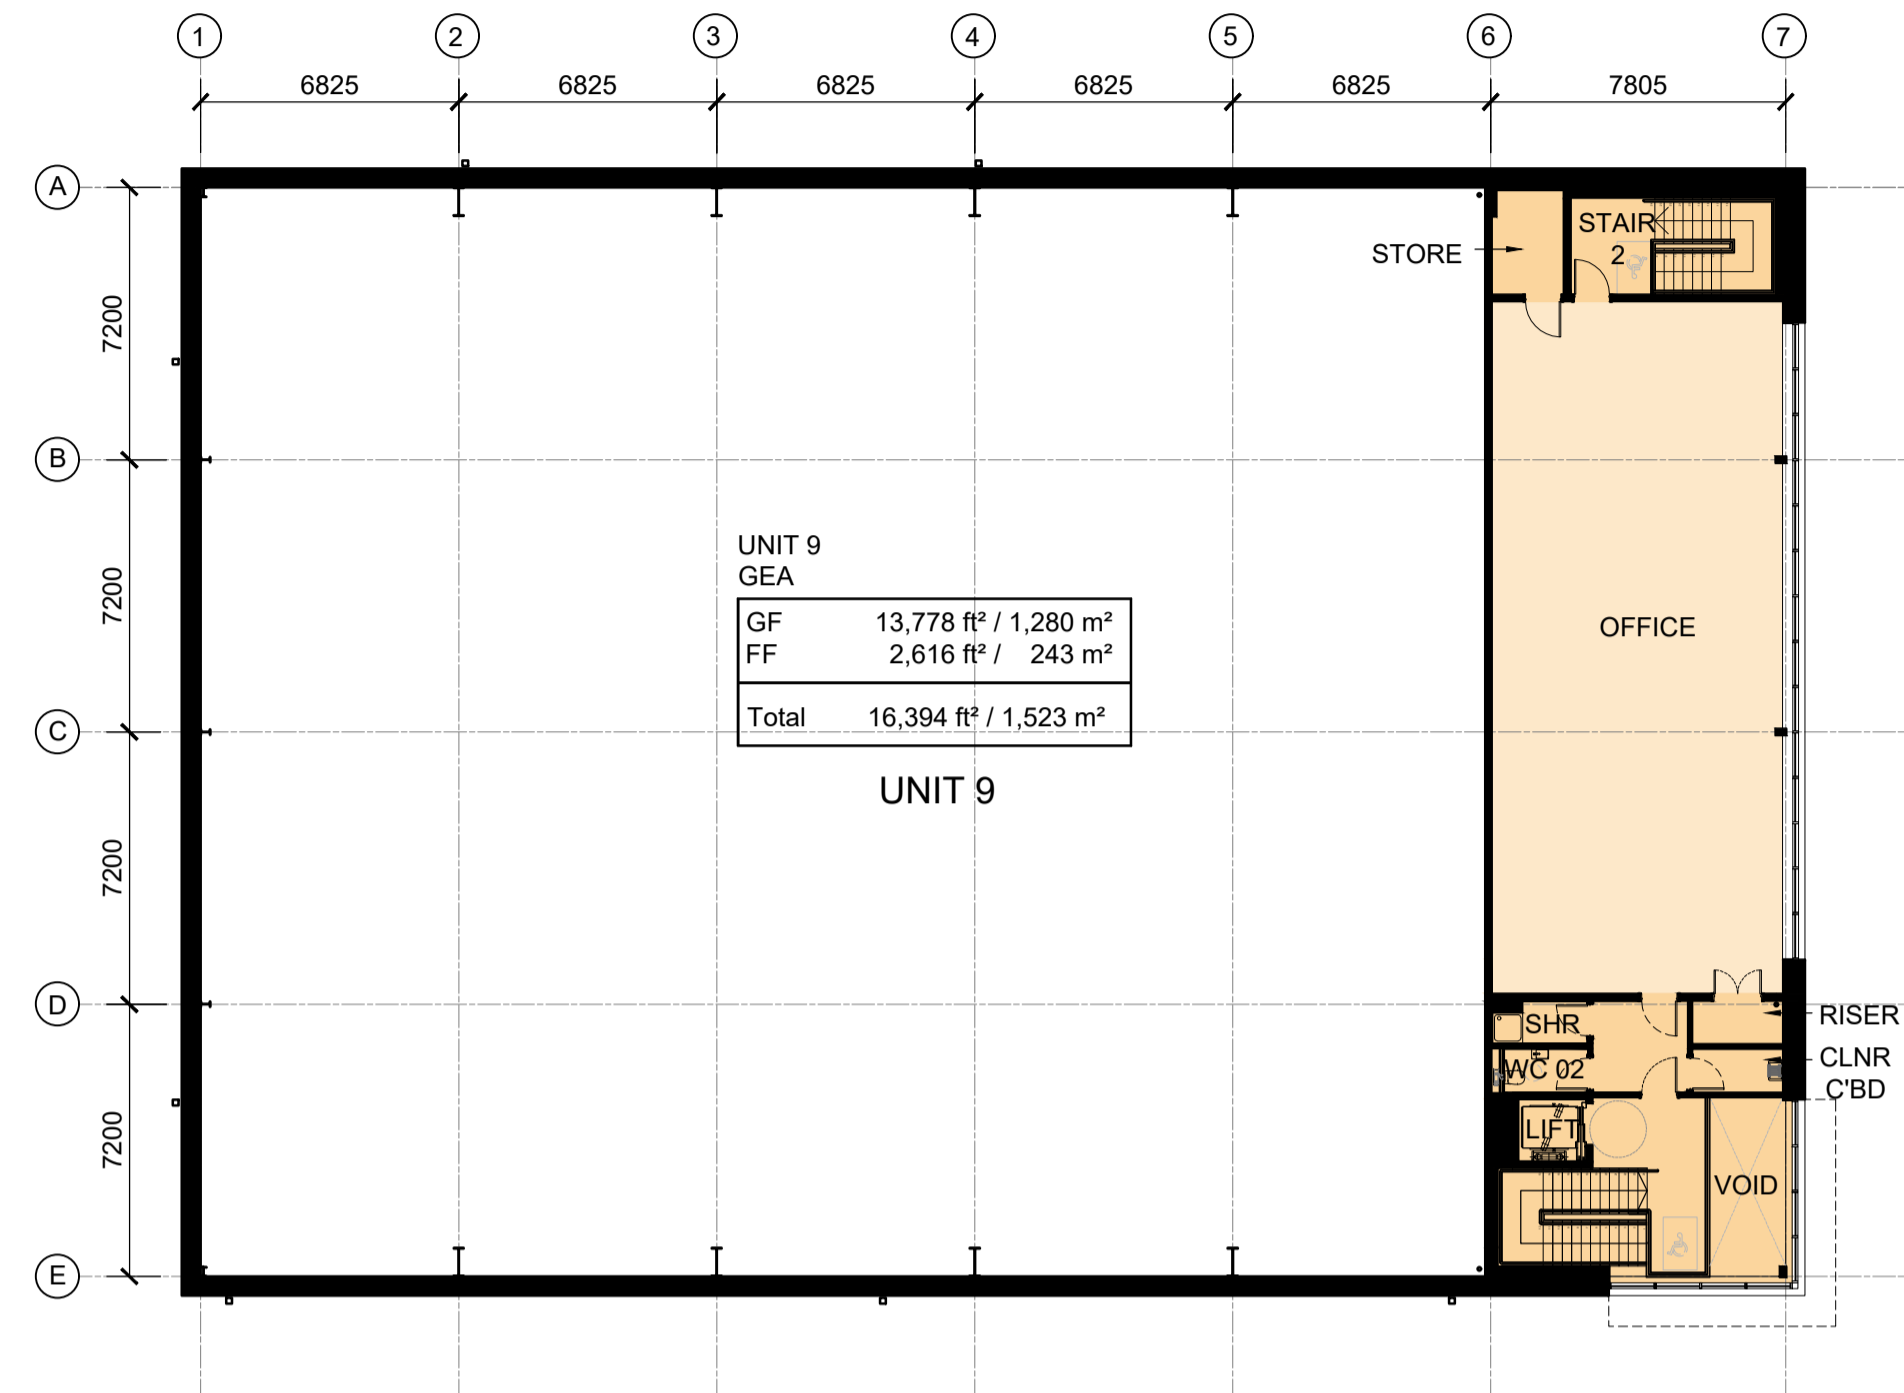 1 2 3 4 5 6 7
6825 6825 6825 6825 6825 7805
A
STAIR
2
STORE
7200
B
UNIT 9
GEA
7200
GF 13,778 ft² / 1,280 m²
FF 2,616 ft² / 243 m²
OFFICE
Total 16,394 ft² / 1,523 m²
C
UNIT 9
7200
D
RISER
SHR
CLNR
C'BD
WC 02
LIFT
7200
VOID
E